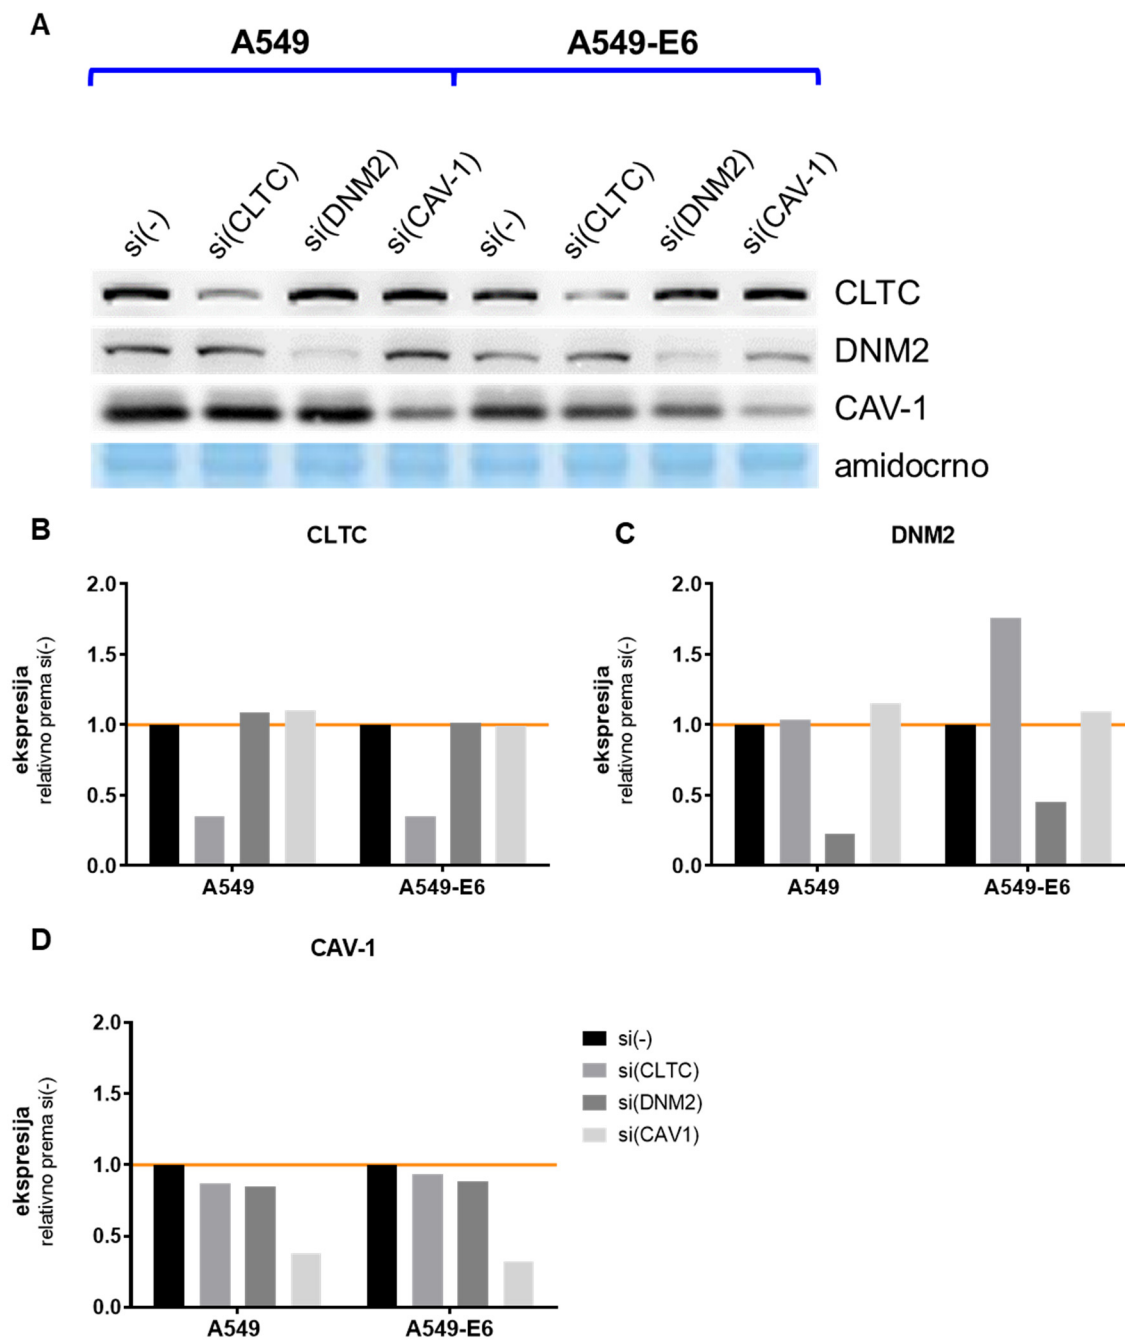 A
A549 A549-E6
si(-) si(CLTC) si(DNM2) si(CAV-1) si(-) si(CLTC) si(DNM2) si(CAV-1)
CLTC
DNM2
CAV-1
amidocrno
B
CLTC
ekspresija
relativno prema si(-)
2.0
1.5
1.0
0.5
0.0
A549 A549-E6
C
DNM2
ekspresija
relativno prema si(-)
2.0
1.5
1.0
0.5
0.0
A549 A549-E6
D
CAV-1
ekspresija
relativno prema si(-)
2.0
1.5
1.0
0.5
0.0
A549 A549-E6
si(-)
si(CLTC)
si(DNM2)
si(CAV1)